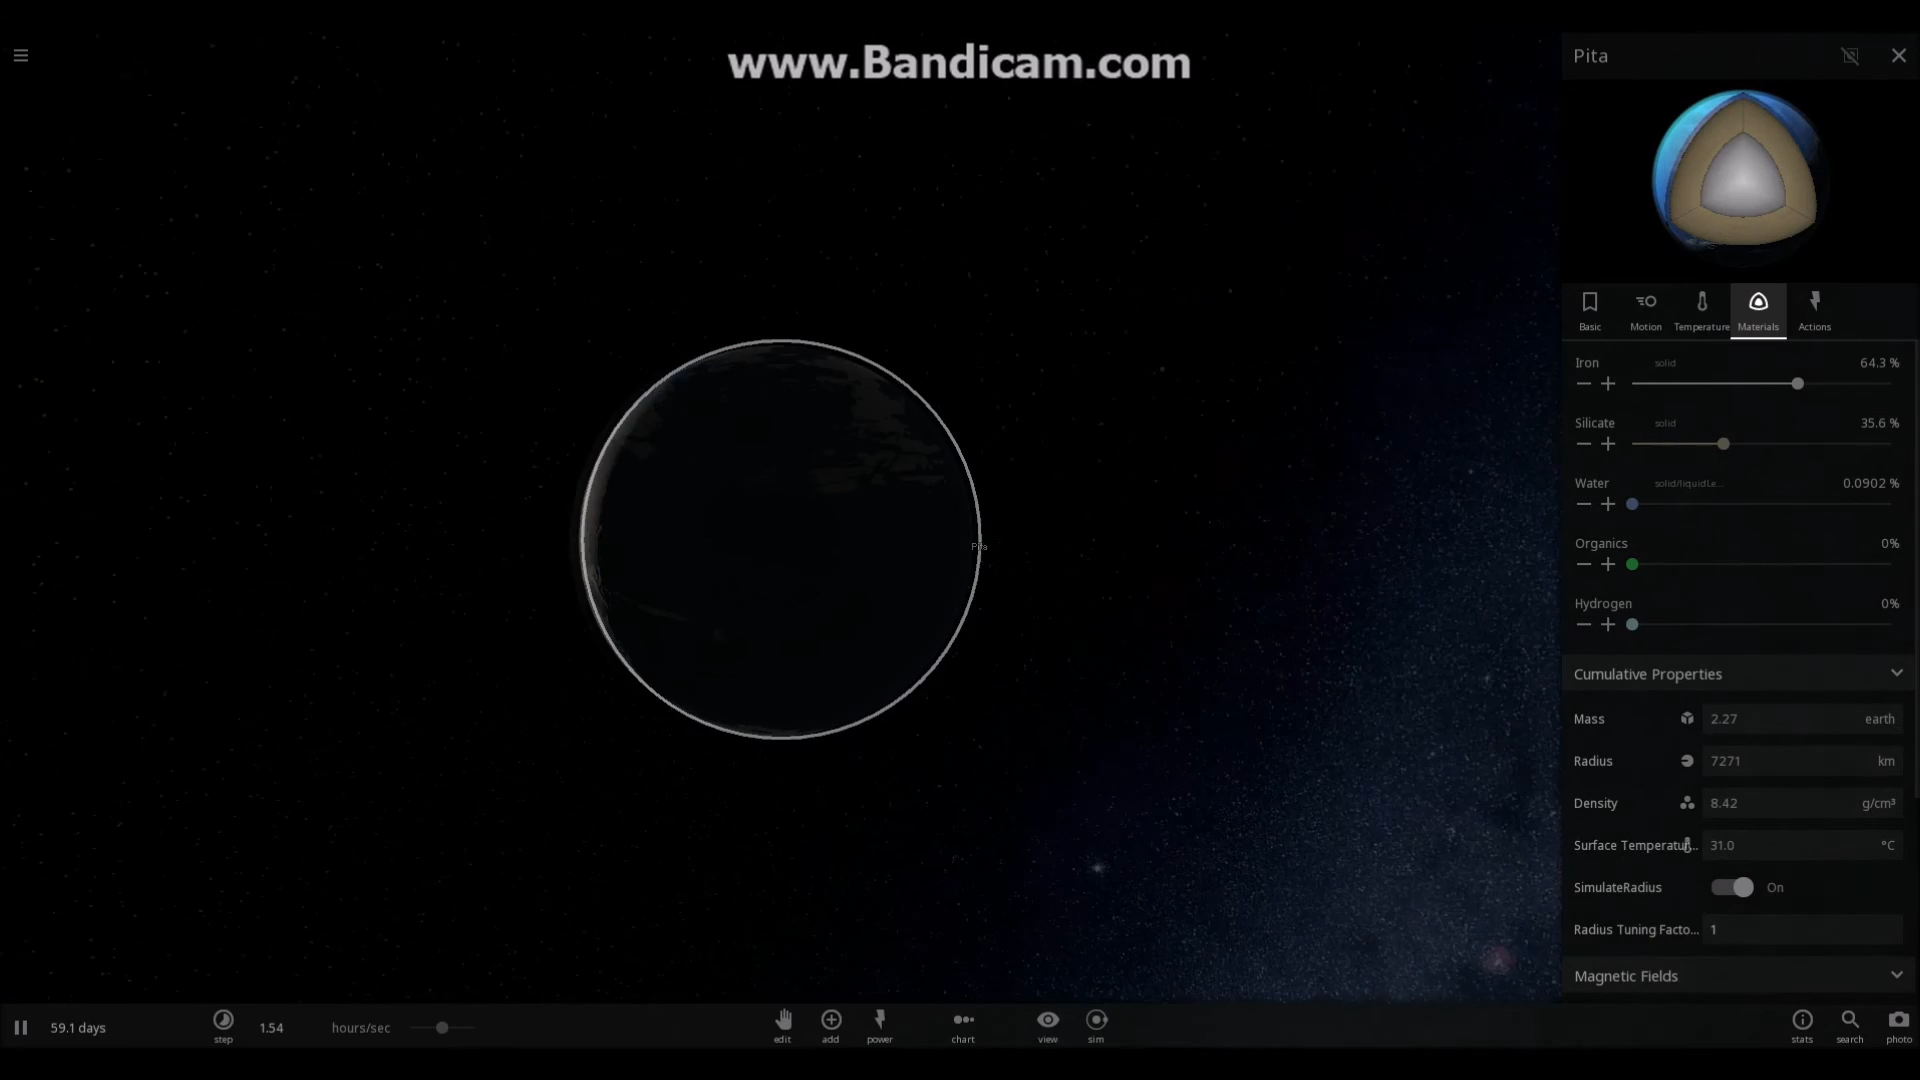 www.Bandicam.com
Pita
Basic Motion Temperature Materials Actions
Iron solid 64.3 %
Silicate solid 35.6 %
Water solid/liquidLe... 0.0902 %
Organics 0%
Hydrogen 0%
Cumulative Properties
Mass 2.27 earth
Radius 7271 km
Density 8.42 g/cm³
Surface Temperatur... 31.0 °C
SimulateRadius On
Radius Tuning Facto... 1
Magnetic Fields
Pita
59.1 days step 1.54 hours/sec edit add power chart view sim stats search photo